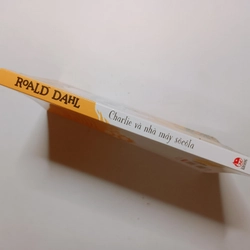 ROALD DAHL
Charlie và nhà máy sôcôla